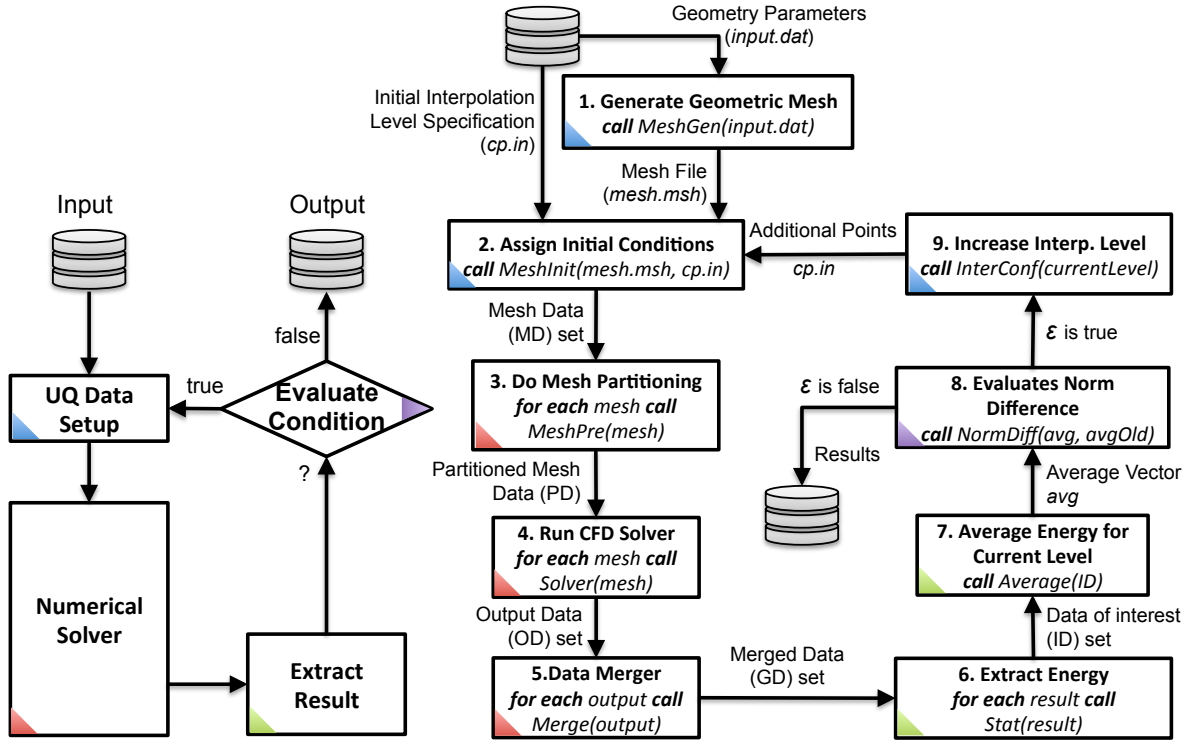 Input
Output
false
true
UQ Data
Setup
Evaluate
Condition
?
Numerical
Solver
Extract
Result
Geometry Parameters
(input.dat)
Initial Interpolation
Level Specification
(cp.in)
1. Generate Geometric Mesh
call MeshGen(input.dat)
Mesh File
(mesh.msh)
2. Assign Initial Conditions
call MeshInit(mesh.msh, cp.in)
Additional Points
cp.in
Mesh Data
(MD) set
3. Do Mesh Partitioning
for each mesh call
MeshPre(mesh)
Partitioned Mesh
Data (PD)
4. Run CFD Solver
for each mesh call
Solver(mesh)
Output Data
(OD) set
5.Data Merger
for each output call
Merge(output)
Merged Data
(GD) set
6. Extract Energy
for each result call
Stat(result)
Data of interest
(ID) set
7. Average Energy for
Current Level
call Average(ID)
Average Vector
avg
8. Evaluates Norm
Difference
call NormDiff(avg, avgOld)
ε is false
Results
ε is true
9. Increase Interp. Level
call InterConf(currentLevel)